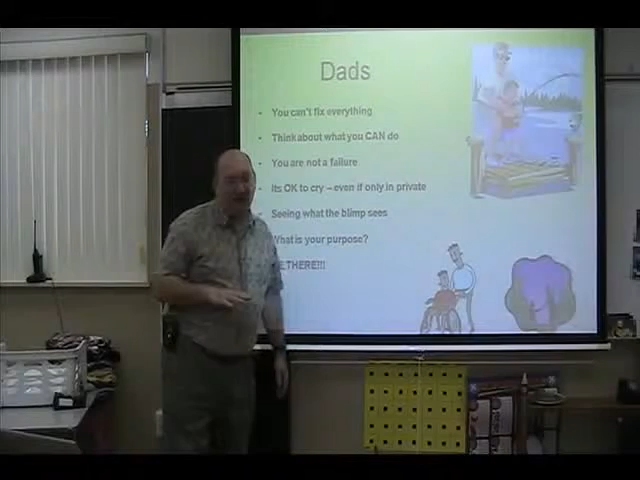 Dads
- You can't fix everything
- Think about what you CAN do
- You are not a failure
- Its OK to cry – even if only in private
- Seeing what the blimp sees
What is your purpose?
THERE!!!